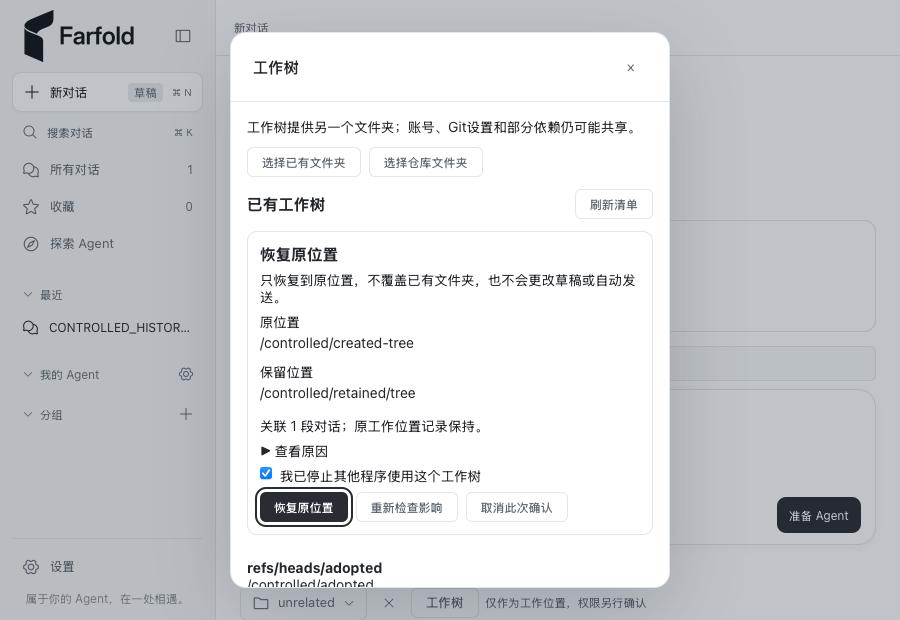 Farfold
新对话
草稿
⌘ N
搜索对话
⌘ K
所有对话
1
收藏
0
探索 Agent
最近
CONTROLLED_HISTOR...
我的 Agent
分组
设置
属于你的 Agent，在一处相遇。
新对话
工作树
×
工作树提供另一个文件夹；账号、Git设置和部分依赖仍可能共享。
选择已有文件夹
选择仓库文件夹
已有工作树
刷新清单
恢复原位置
只恢复到原位置，不覆盖已有文件夹，也不会更改草稿或自动发
送。
原位置
/controlled/created-tree
保留位置
/controlled/retained/tree
关联 1 段对话；原工作位置记录保持。
▶ 查看原因
我已停止其他程序使用这个工作树
恢复原位置
重新检查影响
取消此次确认
refs/heads/adopted
/controlled/adopted
准备 Agent
unrelated
工作树
仅作为工作位置，权限另行确认